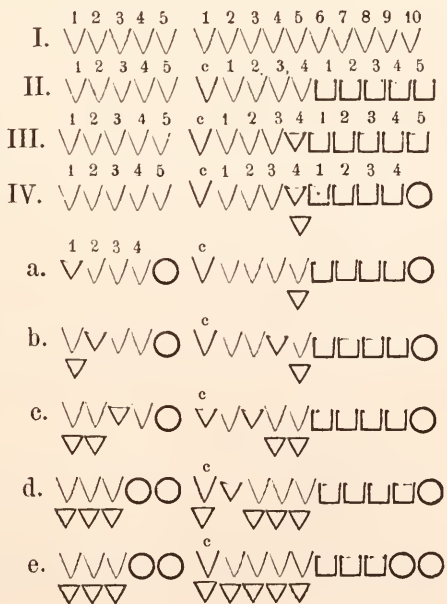 1 2 3 4 5 1 2 3 4 5 6 7 8 9 10
I.
1 2 3 4 5 c 1 2 3, 4 1 2 3 4 5
II.
1 2 3 4 5 c 1 2 3 4 1 2 3 4 5
III.
1 2 3 4 5 c 1 2 3 4 1 2 3 4
IV.
1 2 3 4 c
a.
c
b.
c
c.
c
d.
c
e.